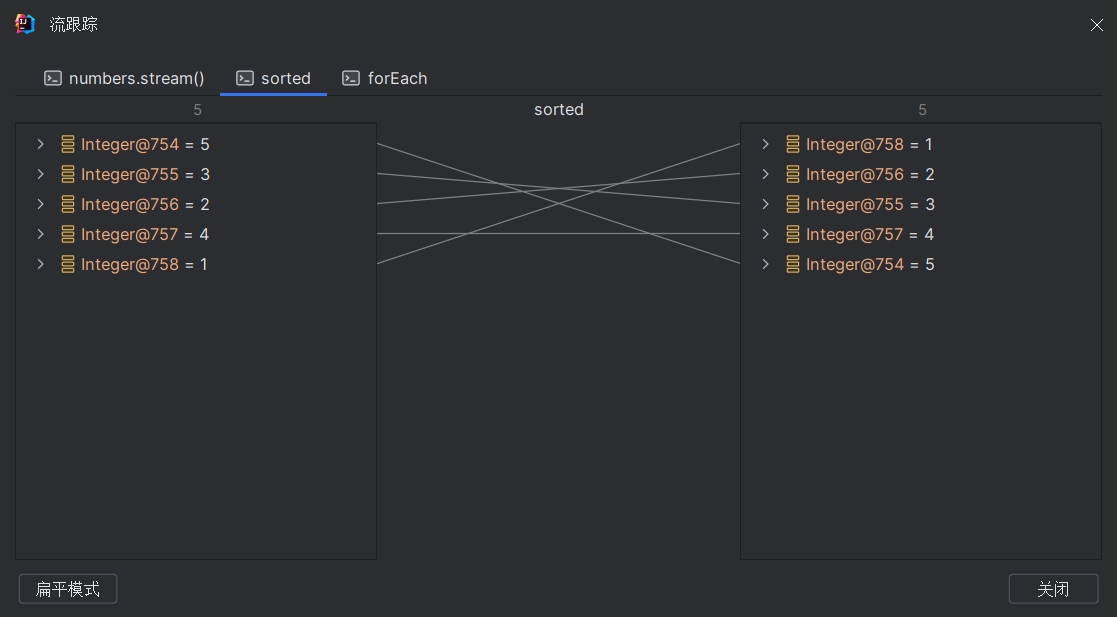 流跟踪
numbers.stream() sorted forEach
5 sorted 5
Integer@754 = 5 Integer@758 = 1
Integer@755 = 3 Integer@756 = 2
Integer@756 = 2 Integer@755 = 3
Integer@757 = 4 Integer@757 = 4
Integer@758 = 1 Integer@754 = 5
扁平模式 关闭